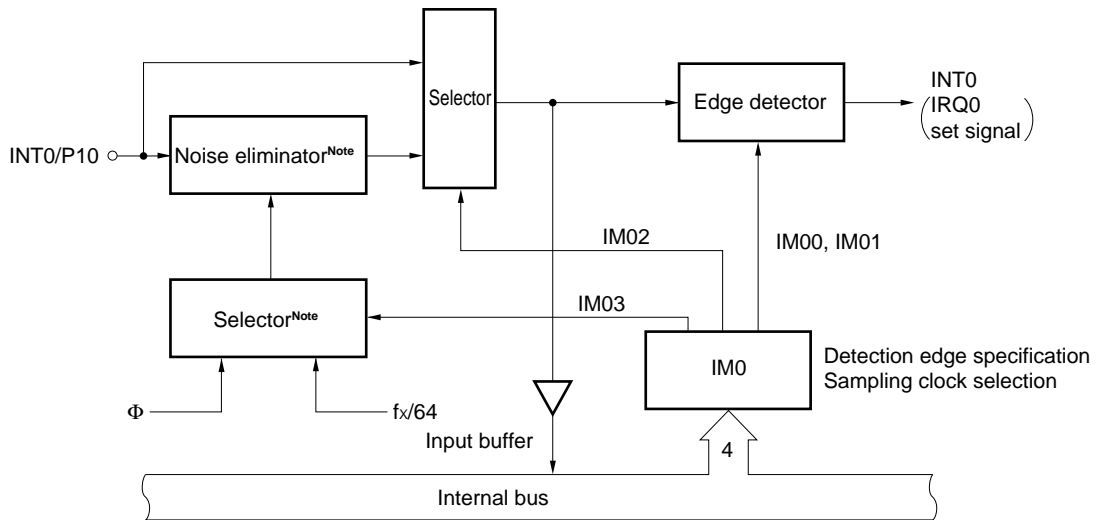 INT0
IRQ0
set signal
Selector
Edge detector
INT0/P10
Noise eliminatorNote
IM02
IM00, IM01
SelectorNote
IM03
IM0
Detection edge specification
Sampling clock selection
Φ
fX/64
Input buffer
4
Internal bus